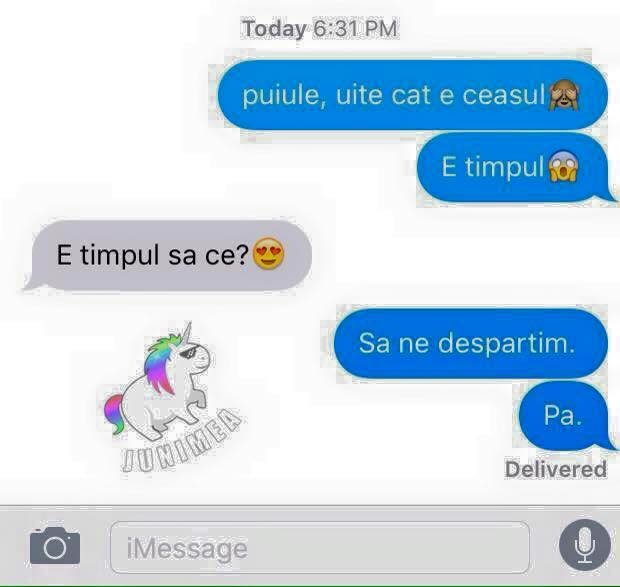 Today 6:31 PM
puiule, uite cat e ceasul🙈
E timpul😱
E timpul sa ce?😍
Sa ne despartim.
JUNIMEA
Pa.
Delivered
iMessage